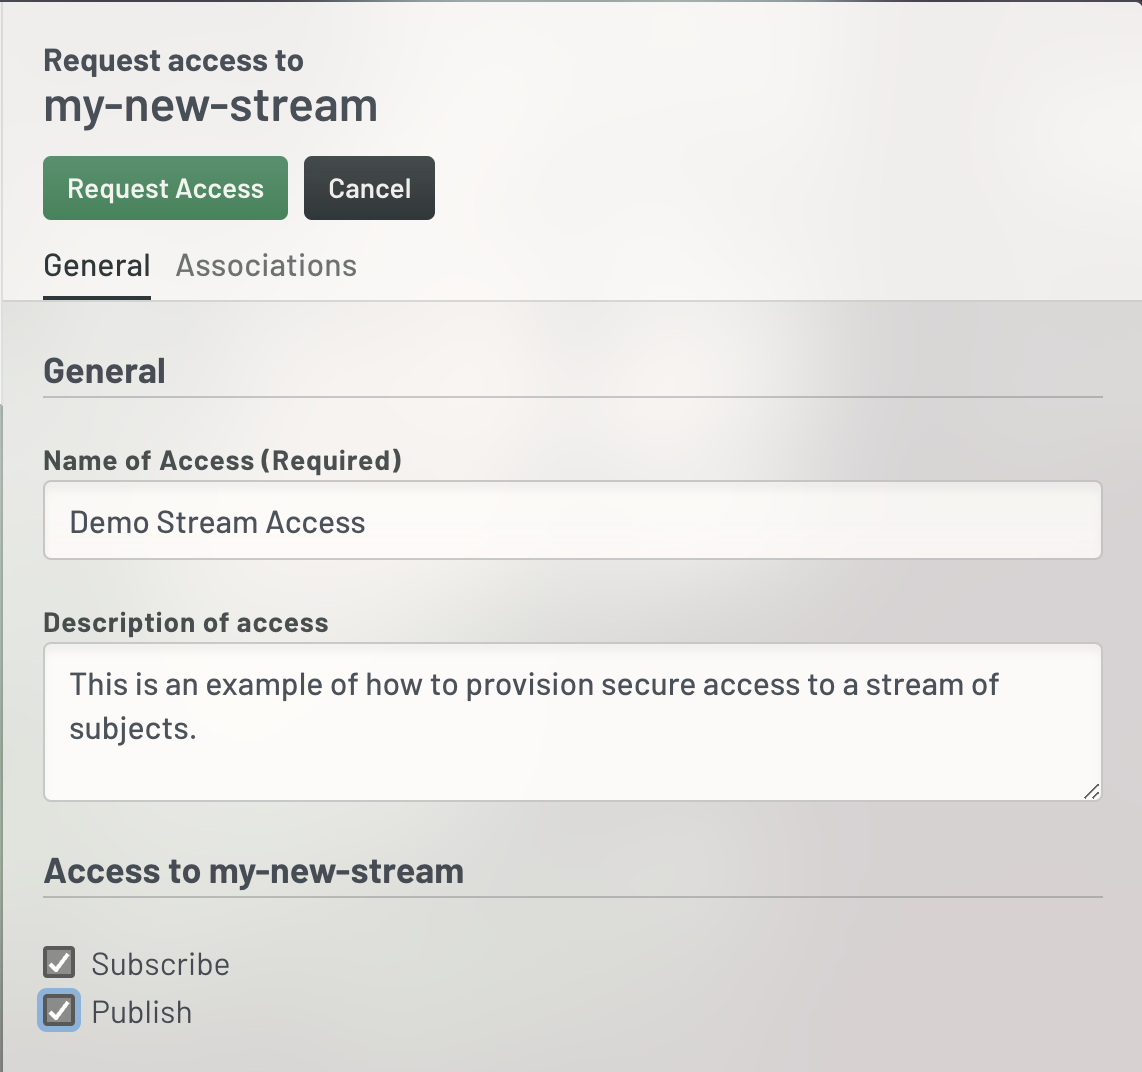 Request access to
my-new-stream
Request Access
Cancel
General
Associations
General
Name of Access (Required)
Demo Stream Access
Description of access
This is an example of how to provision secure access to a stream of
subjects.
Access to my-new-stream
Subscribe
Publish